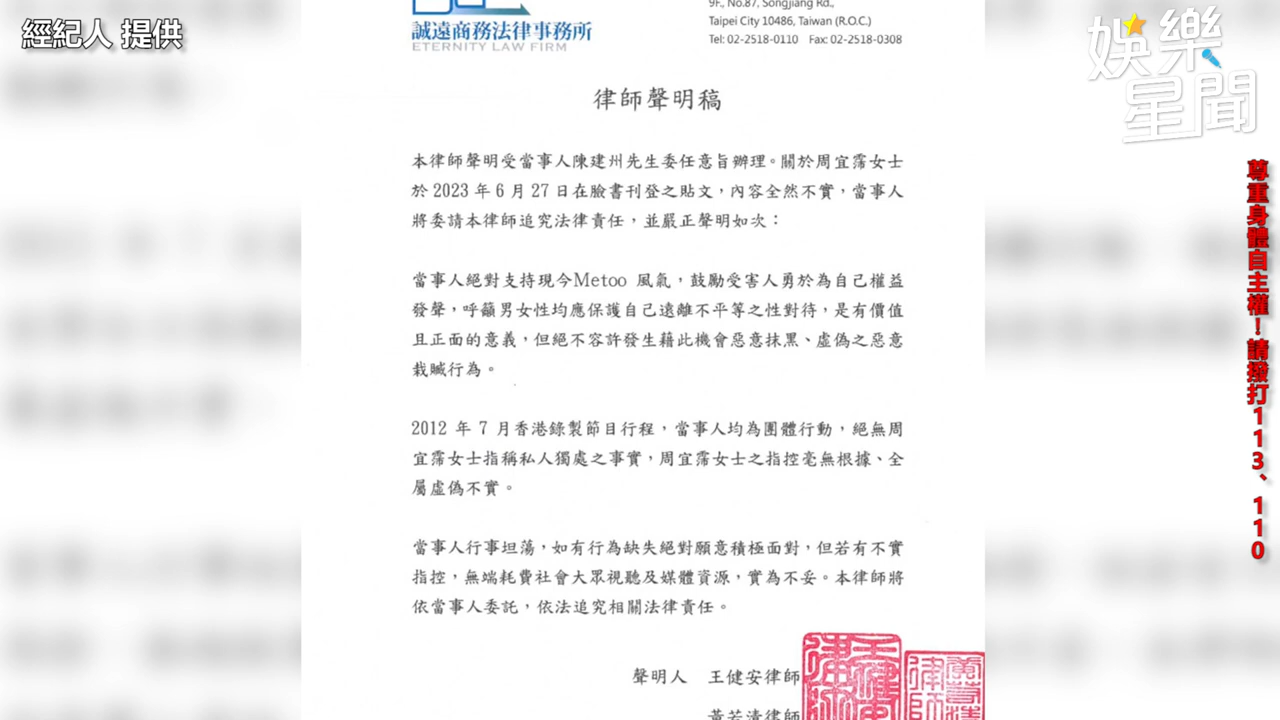 經紀人 提供
娛樂星聞
誠遠商務法律事務所
ETERNITY LAW FIRM
9F., No.87, Songjiang Rd.,
Taipei City 10486, Taiwan (R.O.C.)
Tel: 02-2518-0110 Fax: 02-2518-0308
律師聲明稿
本律師聲明受當事人陳建州先生委任意旨辦理。關於周宜霈女士
於 2023 年 6 月 27 日在臉書刊登之貼文，內容全然不實，當事人
將委請本律師追究法律責任，並嚴正聲明如次：
當事人絕對支持現今Metoo 風氣，鼓勵受害人勇於為自己權益
發聲，呼籲男女性均應保護自己遠離不平等之性對待，是有價值
且正面的意義，但絕不容許發生藉此機會惡意抹黑、虛偽之惡意
栽贓行為。
2012 年 7 月香港錄製節目行程，當事人均為團體行動，絕無周
宜霈女士指稱私人獨處之事實，周宜霈女士之指控毫無根據、全
屬虛偽不實。
當事人行事坦蕩，如有行為缺失絕對願意積極面對，但若有不實
指控，無端耗費社會大眾視聽及媒體資源，實為不妥。本律師將
依當事人委託，依法追究相關法律責任。
聲明人 王健安律師
黃若清律師
尊重身體自主權！請撥打113、110